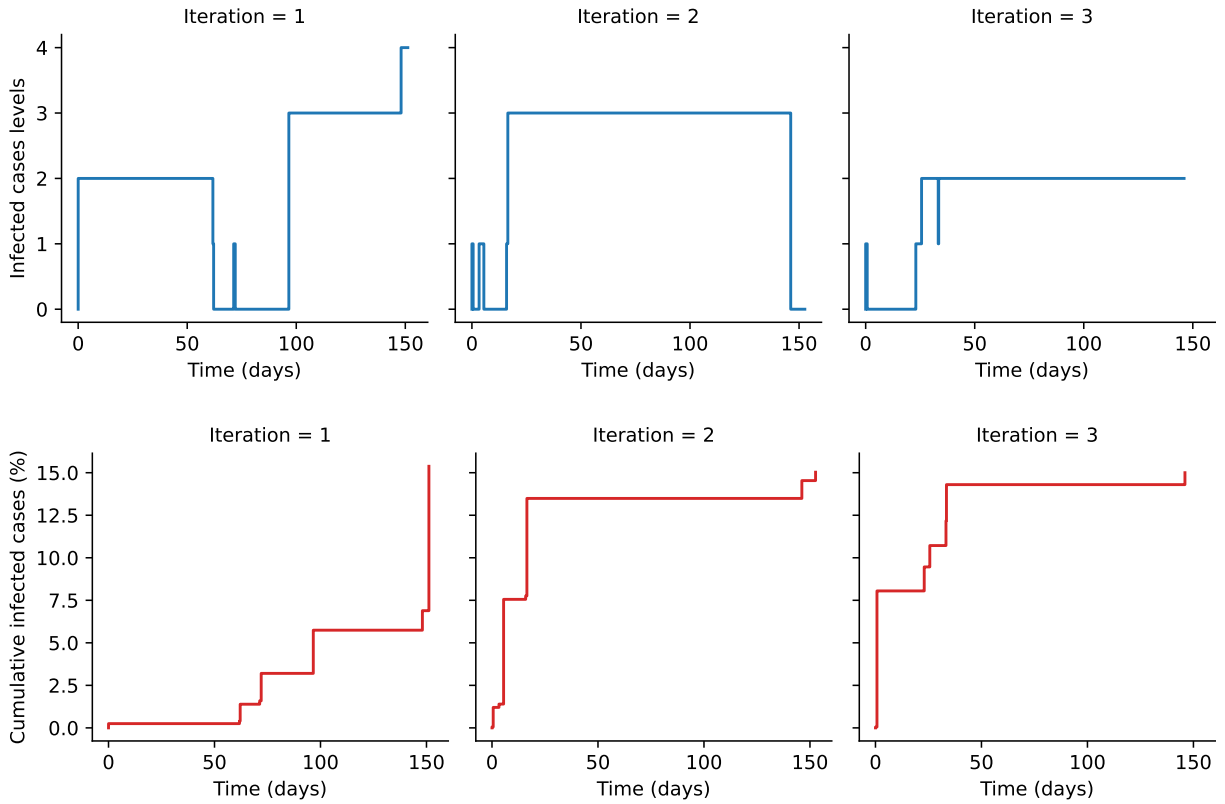 Iteration = 1
Iteration = 2
Iteration = 3
Infected cases levels
4
3
2
1
0
0 50 100 150
0 50 100 150
0 50 100 150
Time (days)
Time (days)
Time (days)
Iteration = 1
Iteration = 2
Iteration = 3
Cumulative infected cases (%)
15.0
12.5
10.0
7.5
5.0
2.5
0.0
0 50 100 150
0 50 100 150
0 50 100 150
Time (days)
Time (days)
Time (days)